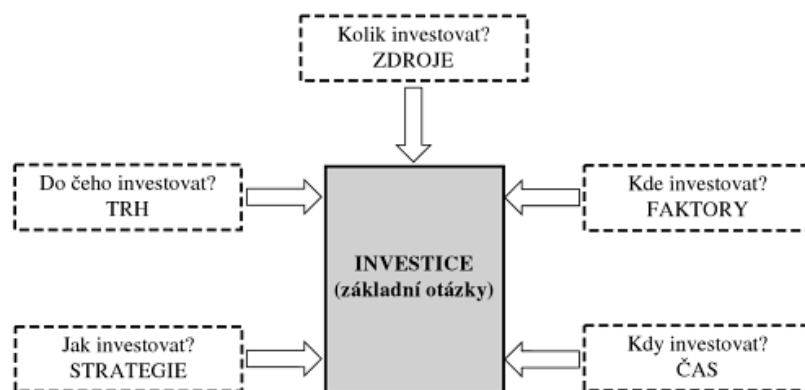 Kolik investovat?
ZDROJE
Do čeho investovat?
TRH
Kde investovat?
FAKTORY
INVESTICE
(základní otázky)
Jak investovat?
STRATEGIE
Kdy investovat?
ČAS